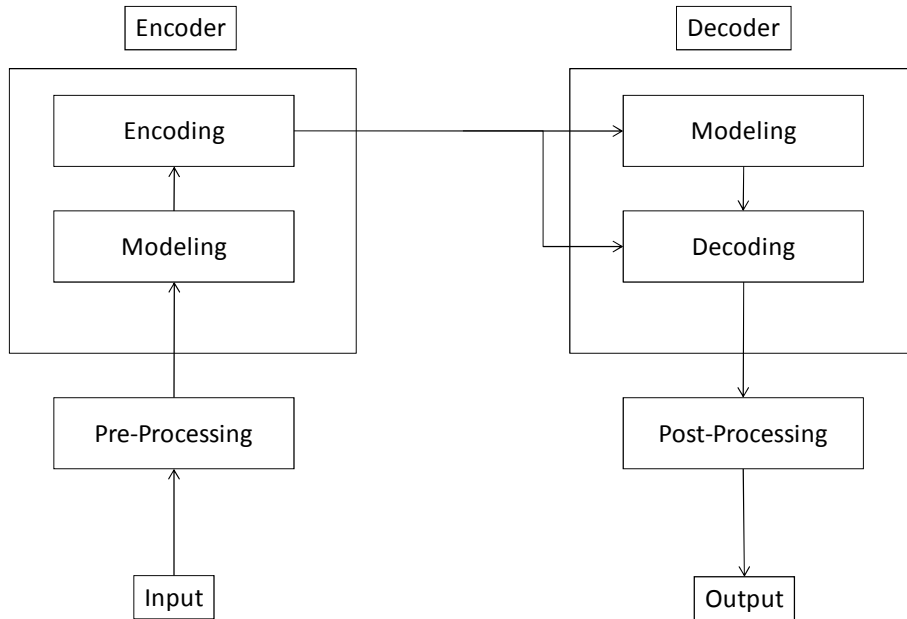 Encoder
Decoder
Encoding
Modeling
Modeling
Decoding
Pre-Processing
Post-Processing
Input
Output